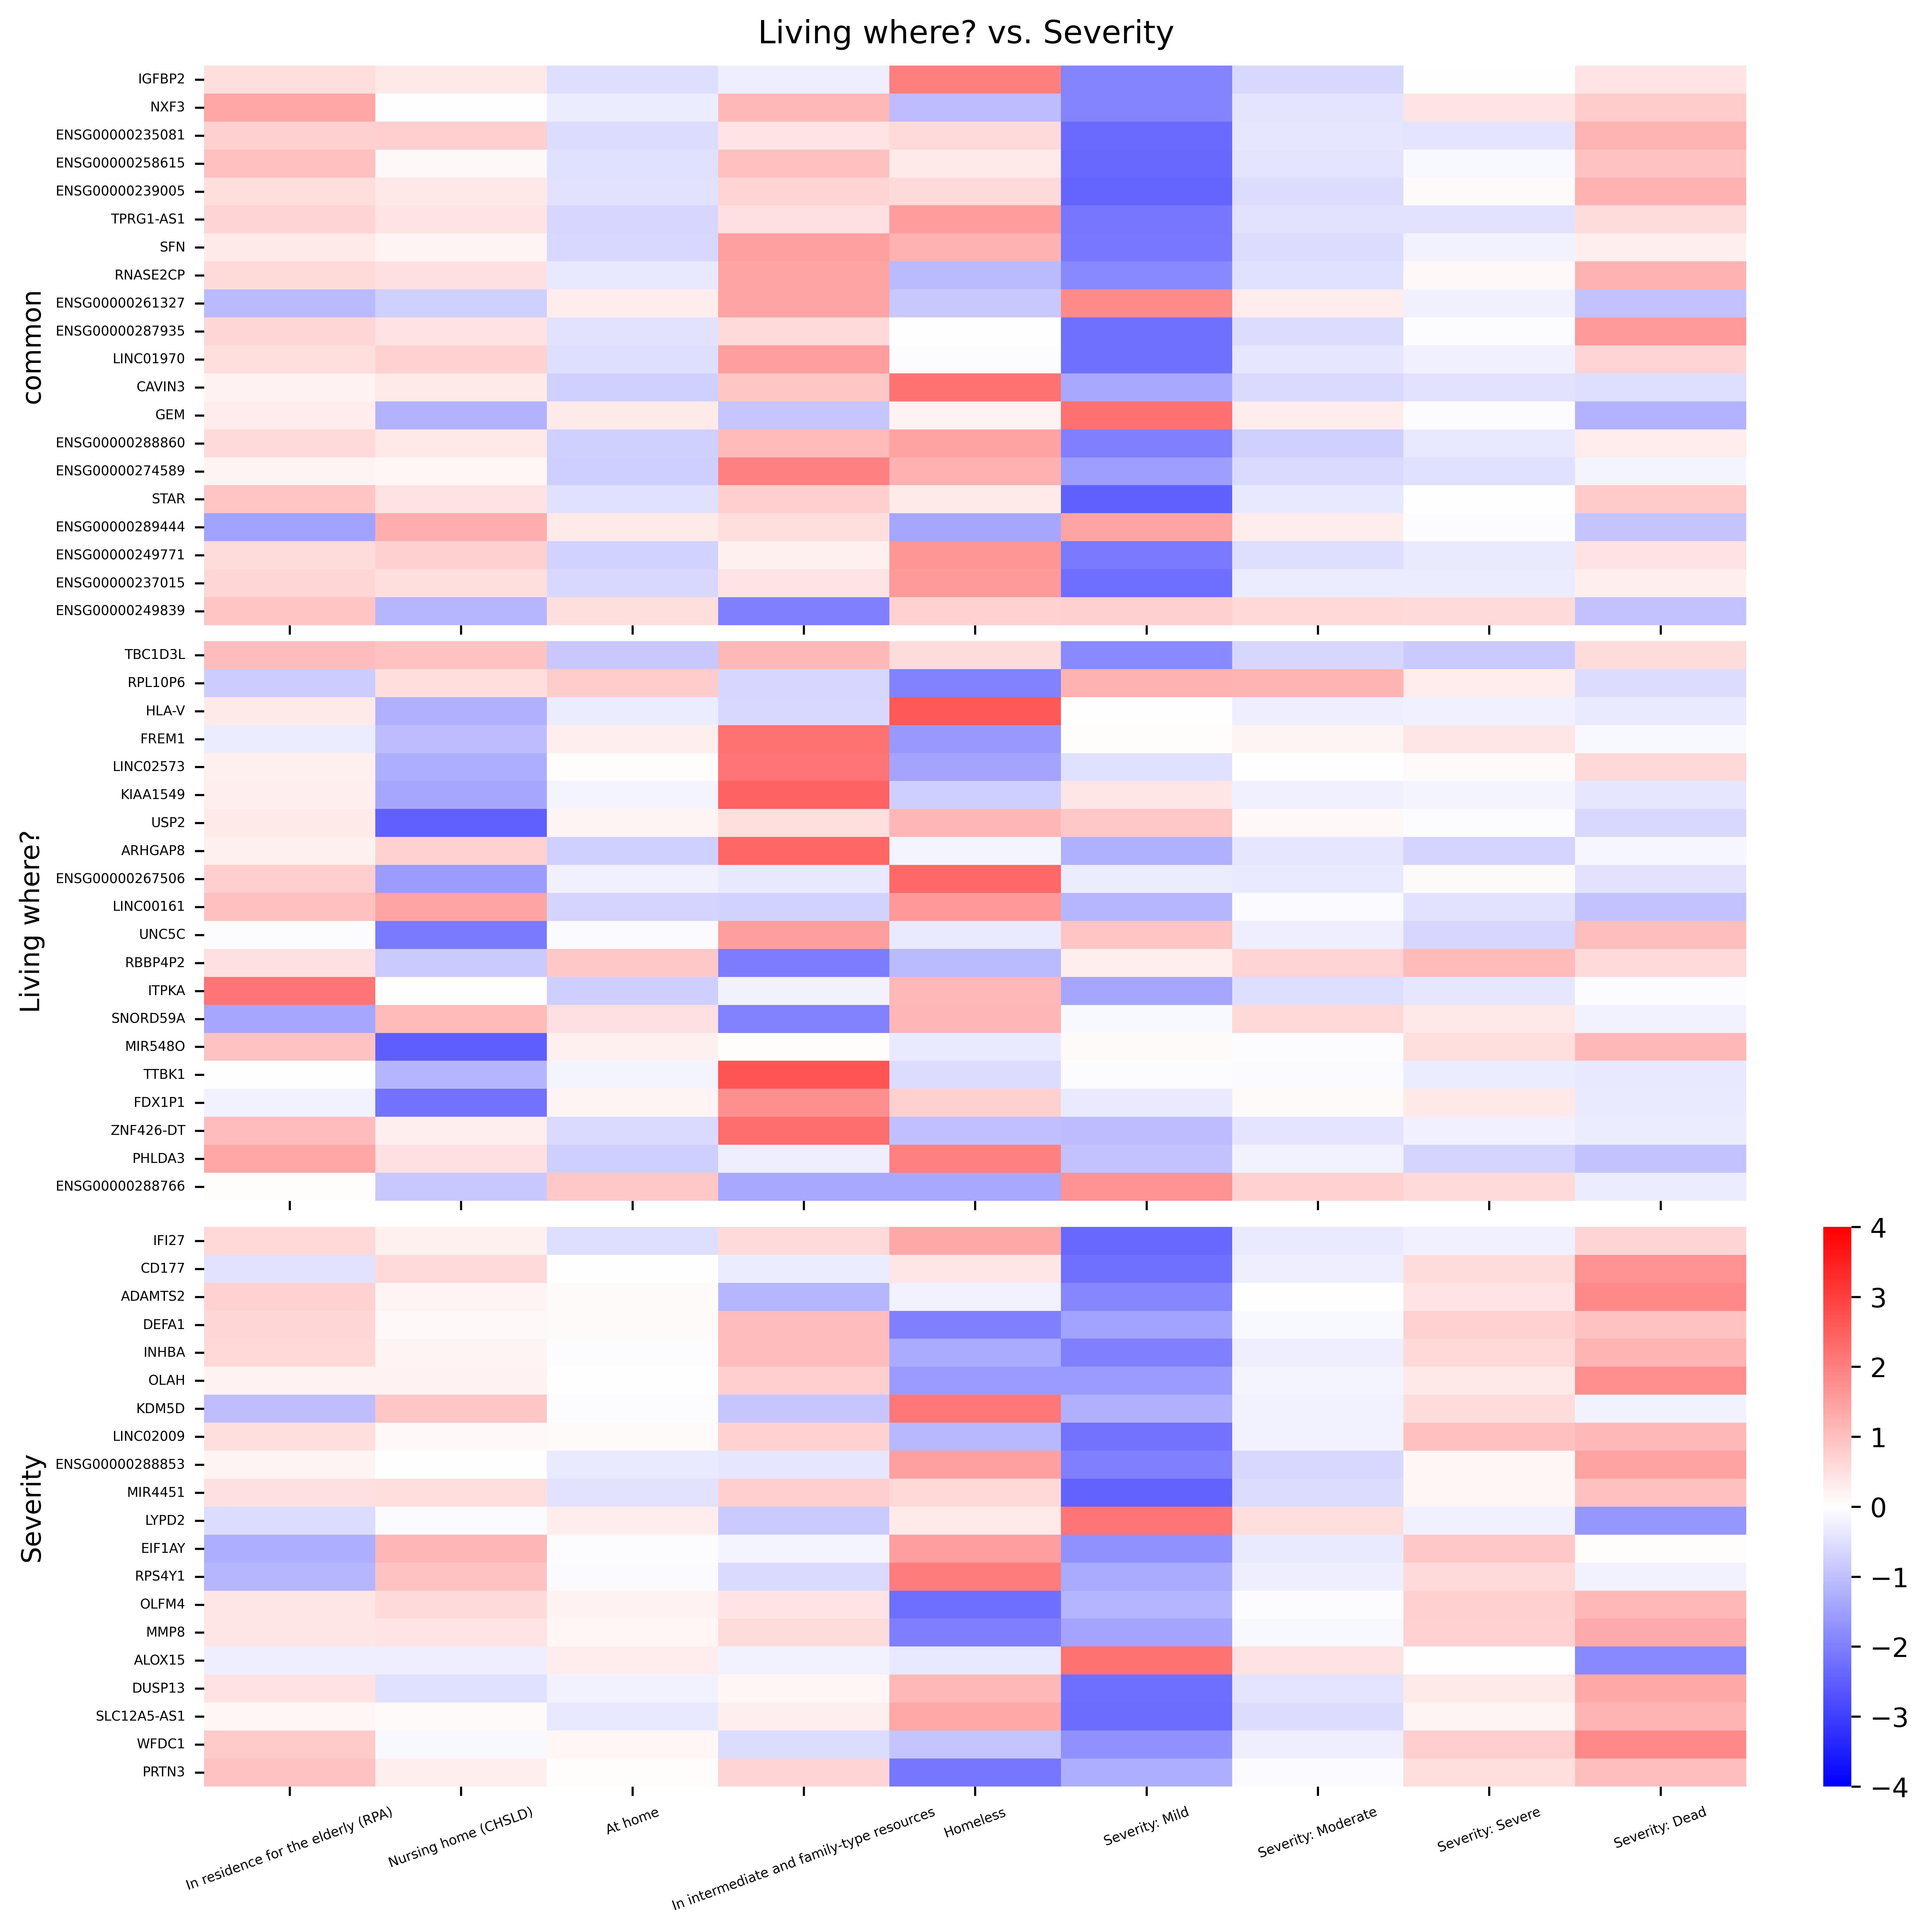 Living where? vs. Severity
common
IGFBP2
NXF3
ENSG00000235081
ENSG00000258615
ENSG00000239005
TPRG1-AS1
SFN
RNASE2CP
ENSG00000261327
ENSG00000287935
LINC01970
CAVIN3
GEM
ENSG00000288860
ENSG00000274589
STAR
ENSG00000289444
ENSG00000249771
ENSG00000237015
ENSG00000249839
Living where?
TBC1D3L
RPL10P6
HLA-V
FREM1
LINC02573
KIAA1549
USP2
ARHGAP8
ENSG00000267506
LINC00161
UNC5C
RBBP4P2
ITPKA
SNORD59A
MIR548O
TTBK1
FDX1P1
ZNF426-DT
PHLDA3
ENSG00000288766
Severity
IFI27
CD177
ADAMTS2
DEFA1
INHBA
OLAH
KDM5D
LINC02009
ENSG00000288853
MIR4451
LYPD2
EIF1AY
RPS4Y1
OLFM4
MMP8
ALOX15
DUSP13
SLC12A5-AS1
WFDC1
PRTN3
In residence for the elderly (RPA)
Nursing home (CHSLD)
At home
In intermediate and family-type resources
Homeless
Severity: Mild
Severity: Moderate
Severity: Severe
Severity: Dead
4
3
2
1
0
−1
−2
−3
−4